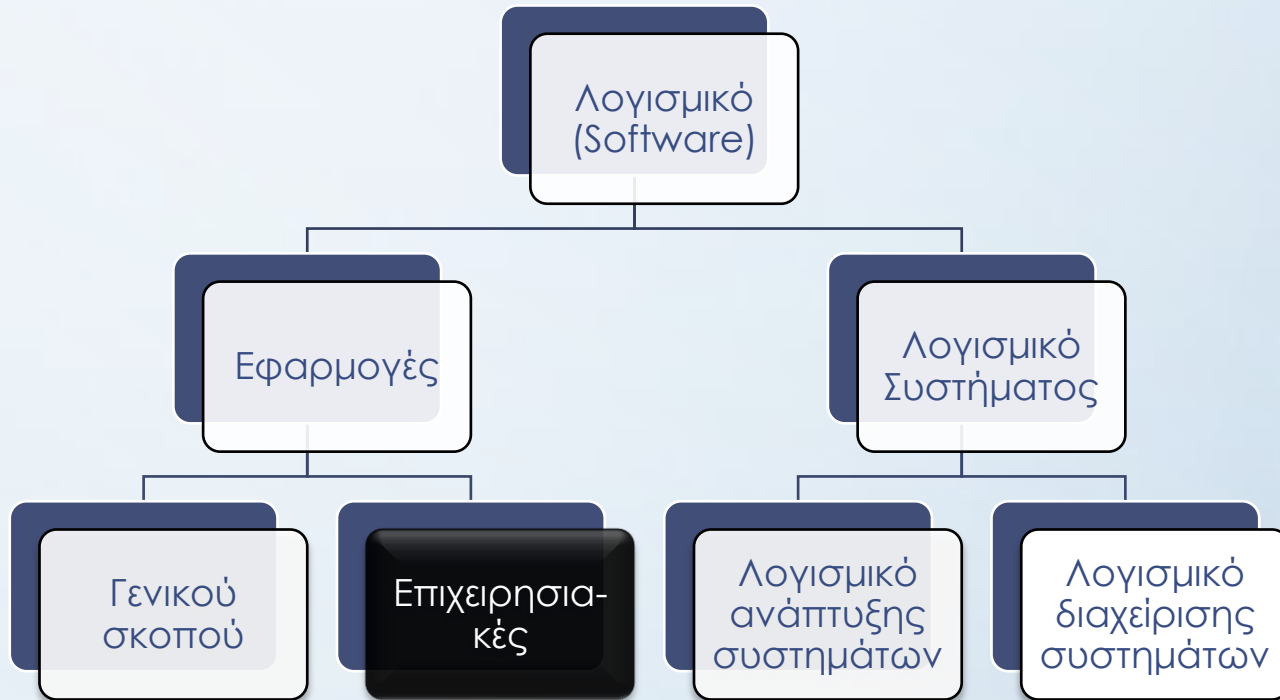 Λογισμικό
(Software)
Εφαρμογές
Λογισμικό
Συστήματος
Γενικού
σκοπού
Επιχειρησια-
κές
Λογισμικό
ανάπτυξης
συστημάτων
Λογισμικό
διαχείρισης
συστημάτων